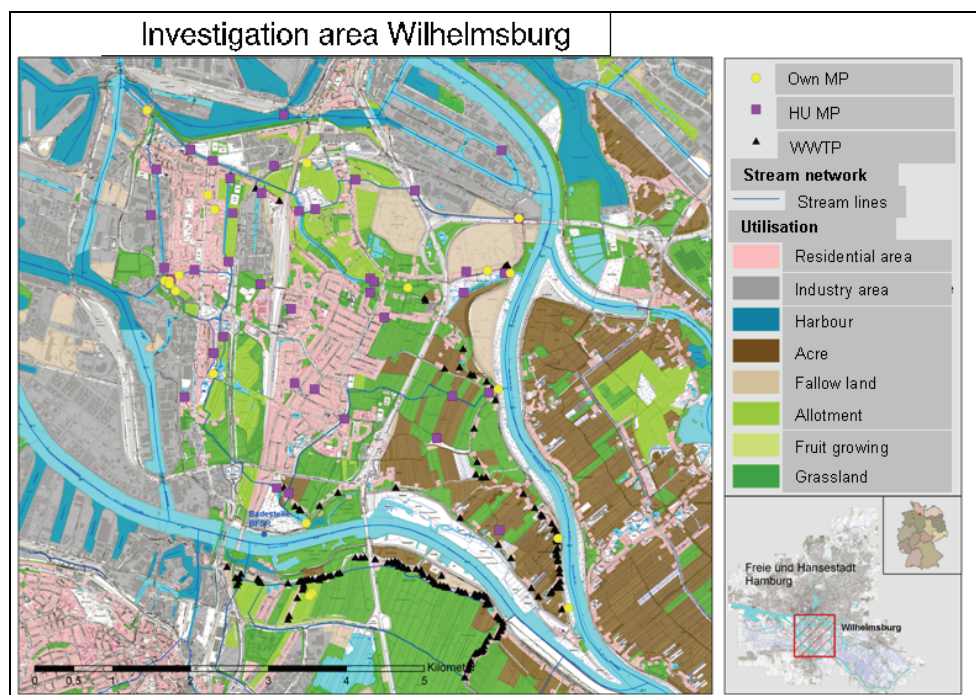 Investigation area Wilhelmsburg
Own MP
HU MP
WWTP
Stream network
Stream lines
Utilisation
Residential area
Industry area
Harbour
Acre
Fallow land
Allotment
Fruit growing
Grassland
Badestelle
0 0,5 1 2 3 4 5
Kilometer
Freie und Hansestadt
Hamburg
Wilhelmsburg